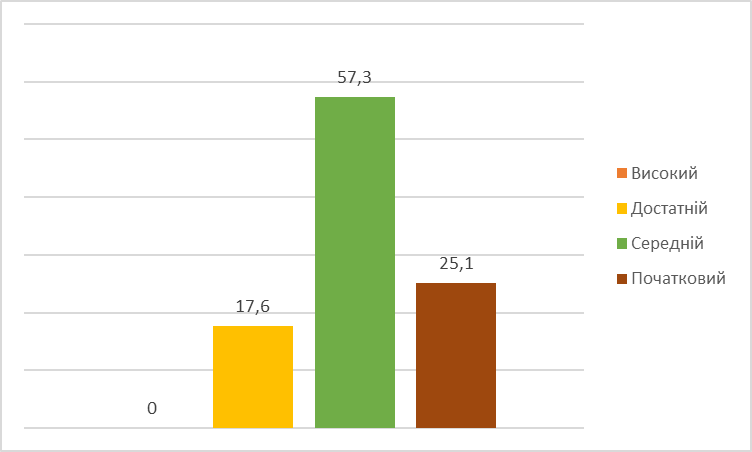 57,3
25,1
17,6
0
Високий
Достатній
Середній
Початковий